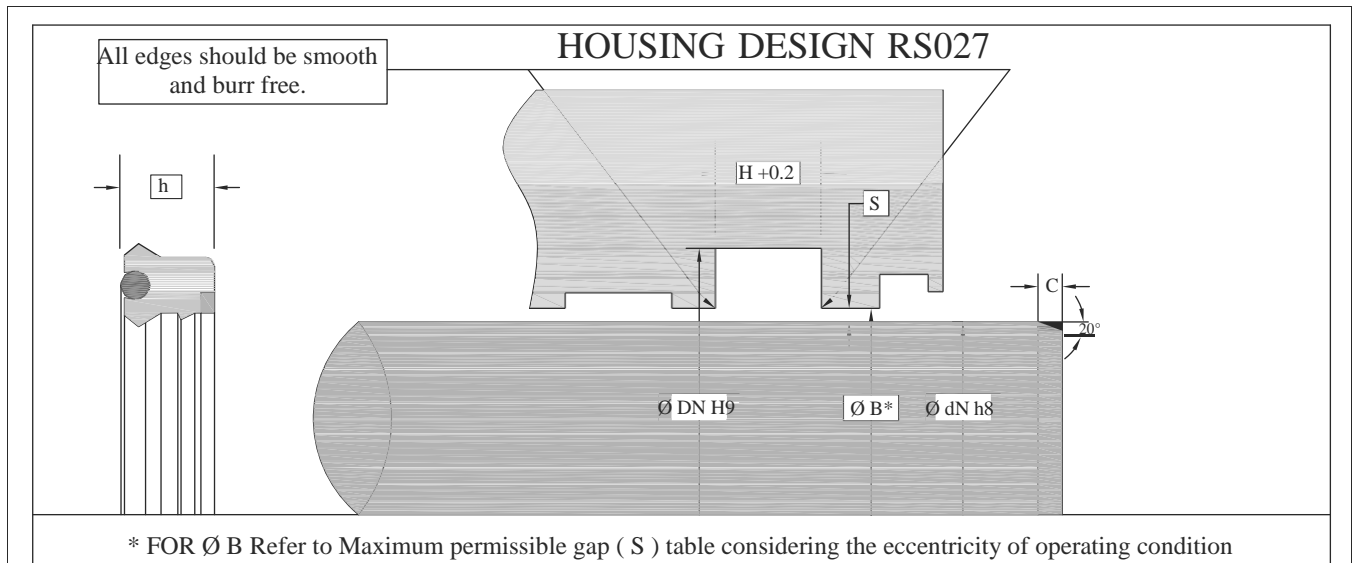 HOUSING DESIGN RS027
All edges should be smooth
and burr free.
h
H +0.2
S
C
20°
Ø DN H9
Ø B*
Ø dN h8
* FOR Ø B Refer to Maximum permissible gap ( S ) table considering the eccentricity of operating condition